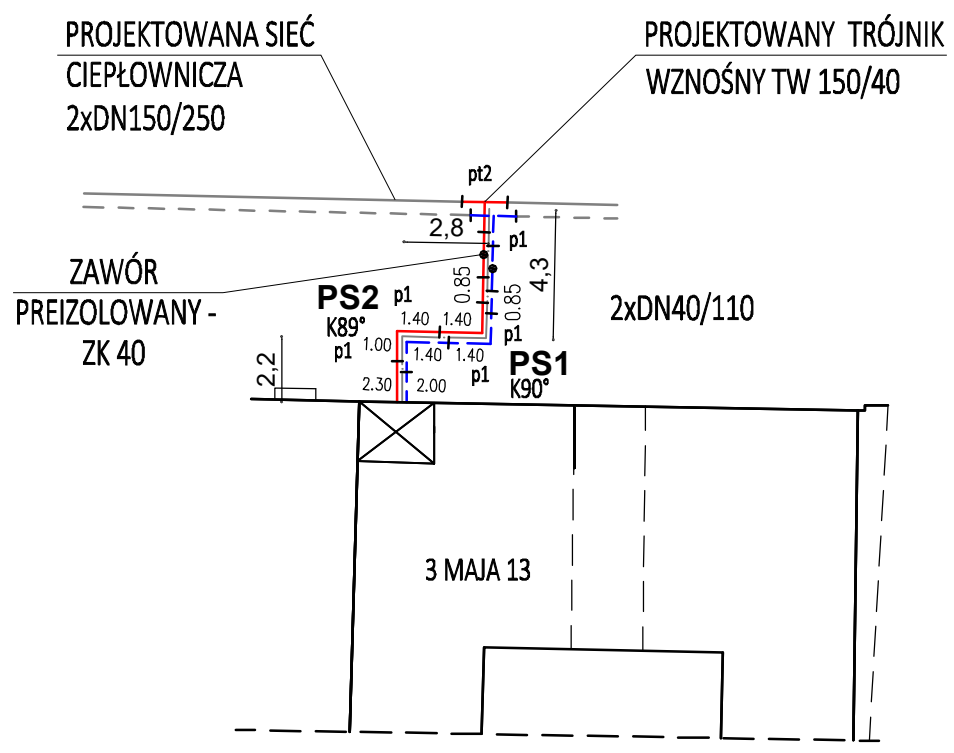 PROJEKTOWANA SIEĆ
CIEPŁOWNICZA
2xDN150/250
PROJEKTOWANY TRÓJNIK
WZNOŚNY TW 150/40
pt2
2,8
p1
ZAWÓR
PREIZOLOWANY -
ZK 40
PS2
K89°
p1
0.85
0.85
4,3
2xDN40/110
1.40
1.40
p1
p1
1.00
1.40
1.40
p1
PS1
K90°
2,2
2.30
2.00
3 MAJA 13